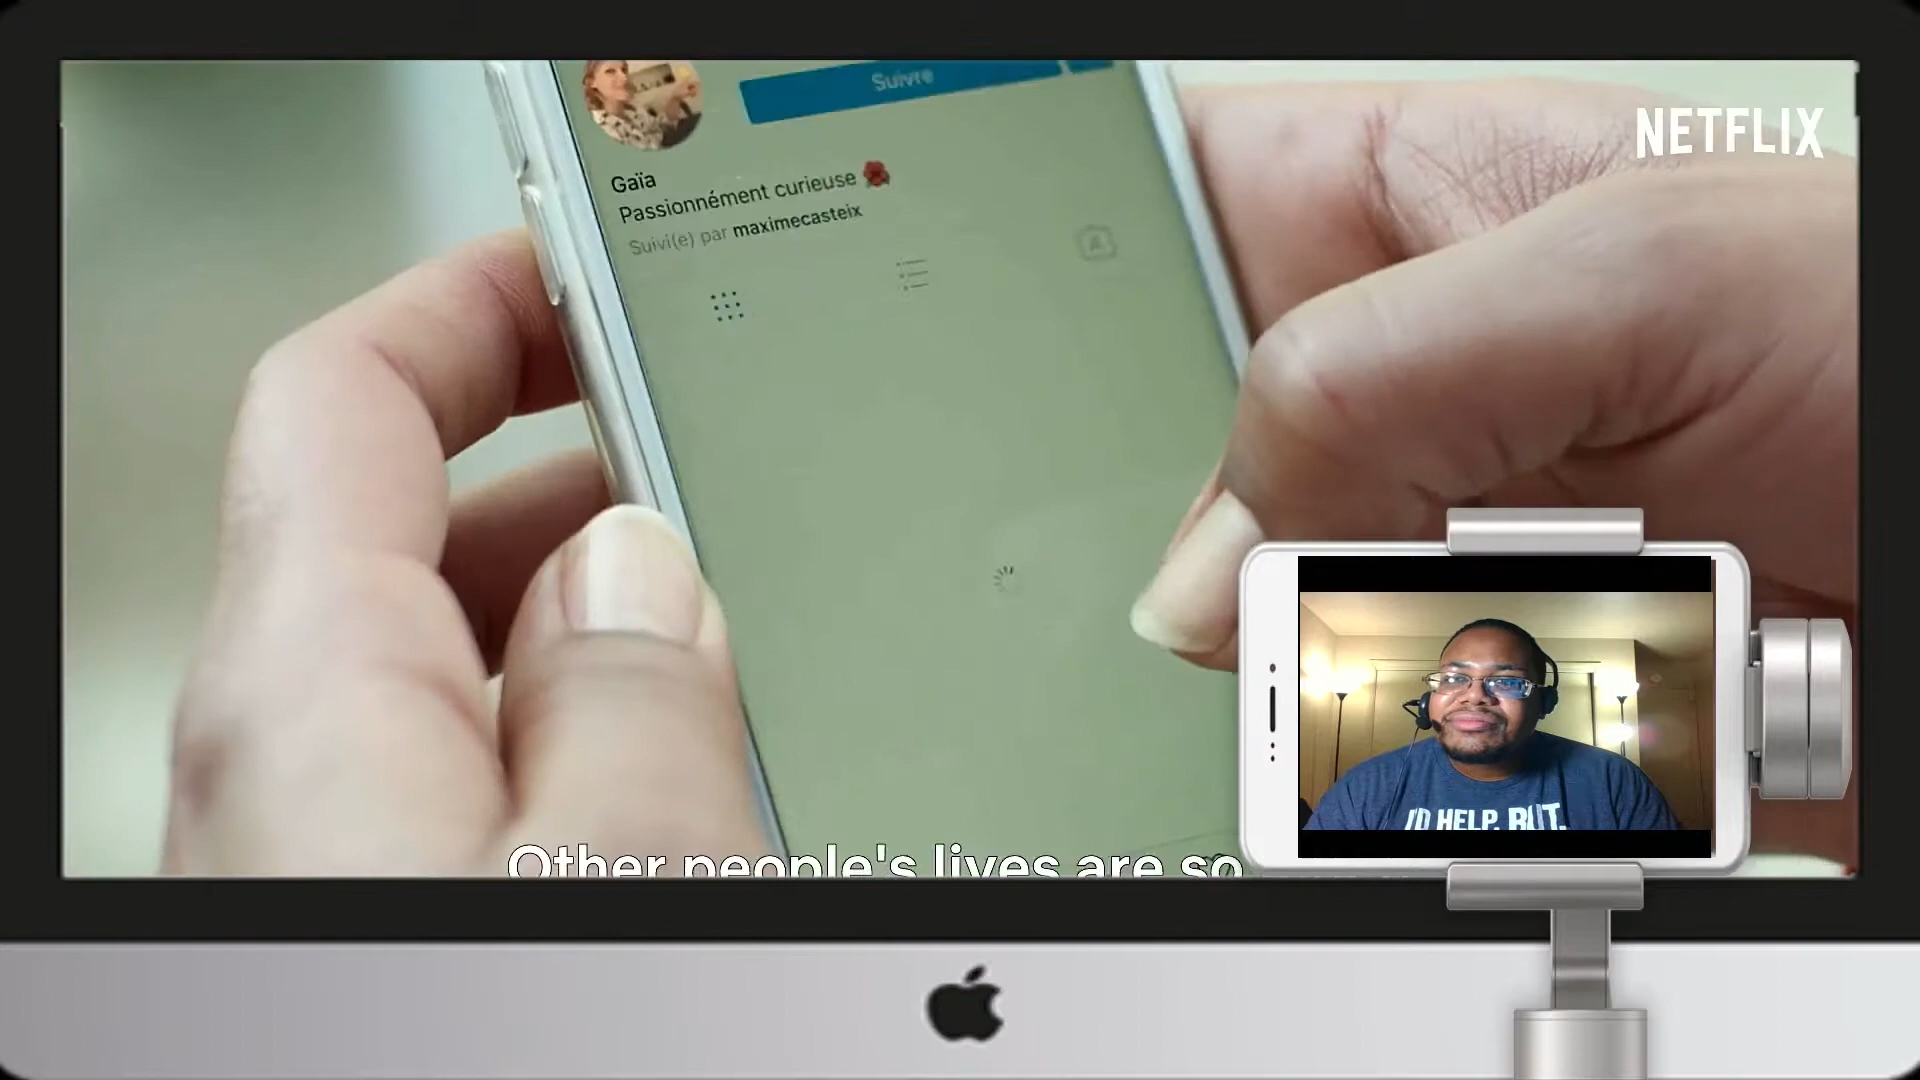 Suivre
NETFLIX
Gaïa
Passionnément curieuse
Suivi(e) par maximecasteix
Other people's lives are so
I'D HELP, BUT